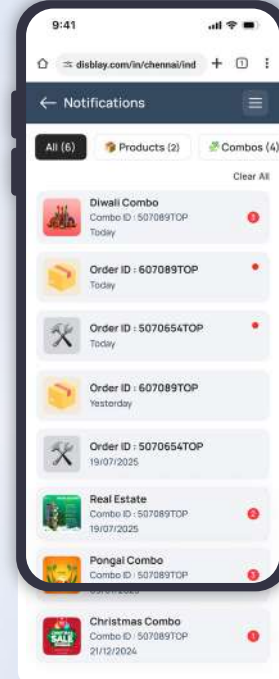 9:41
disblay.com/in/chennai/ind
Notifications
All (6)
Products (2)
Combos (4)
Clear All
Diwali Combo
Combo ID : 507089TOP
3
Today
Order ID : 607089TOP
Today
Order ID : 5070654TOP
Today
Order ID : 607089TOP
Yesterday
Order ID : 5070654TOP
19/07/2025
Real Estate
Combo ID : 507089TOP
2
19/07/2025
Pongal Combo
Combo ID : 507089TOP
Christmas Combo
SALE
Combo ID : 507089TOP
21/12/2024